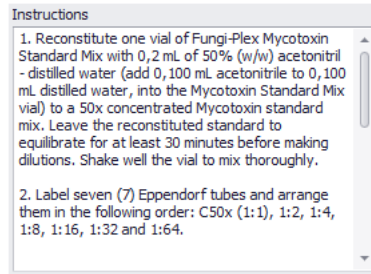 Instructions
1. Reconstitute one vial of Fungi-Plex Mycotoxin
Standard Mix with 0,2 mL of 50% (w/w) acetonitril
- distilled water (add 0,100 mL acetonitrile to 0,100
mL distilled water, into the Mycotoxin Standard Mix
vial) to a 50x concentrated Mycotoxin standard
mix. Leave the reconstituted standard to
equilibrate for at least 30 minutes before making
dilutions. Shake well the vial to mix thoroughly.
2. Label seven (7) Eppendorf tubes and arrange
them in the following order: C50x (1:1), 1:2, 1:4,
1:8, 1:16, 1:32 and 1:64.